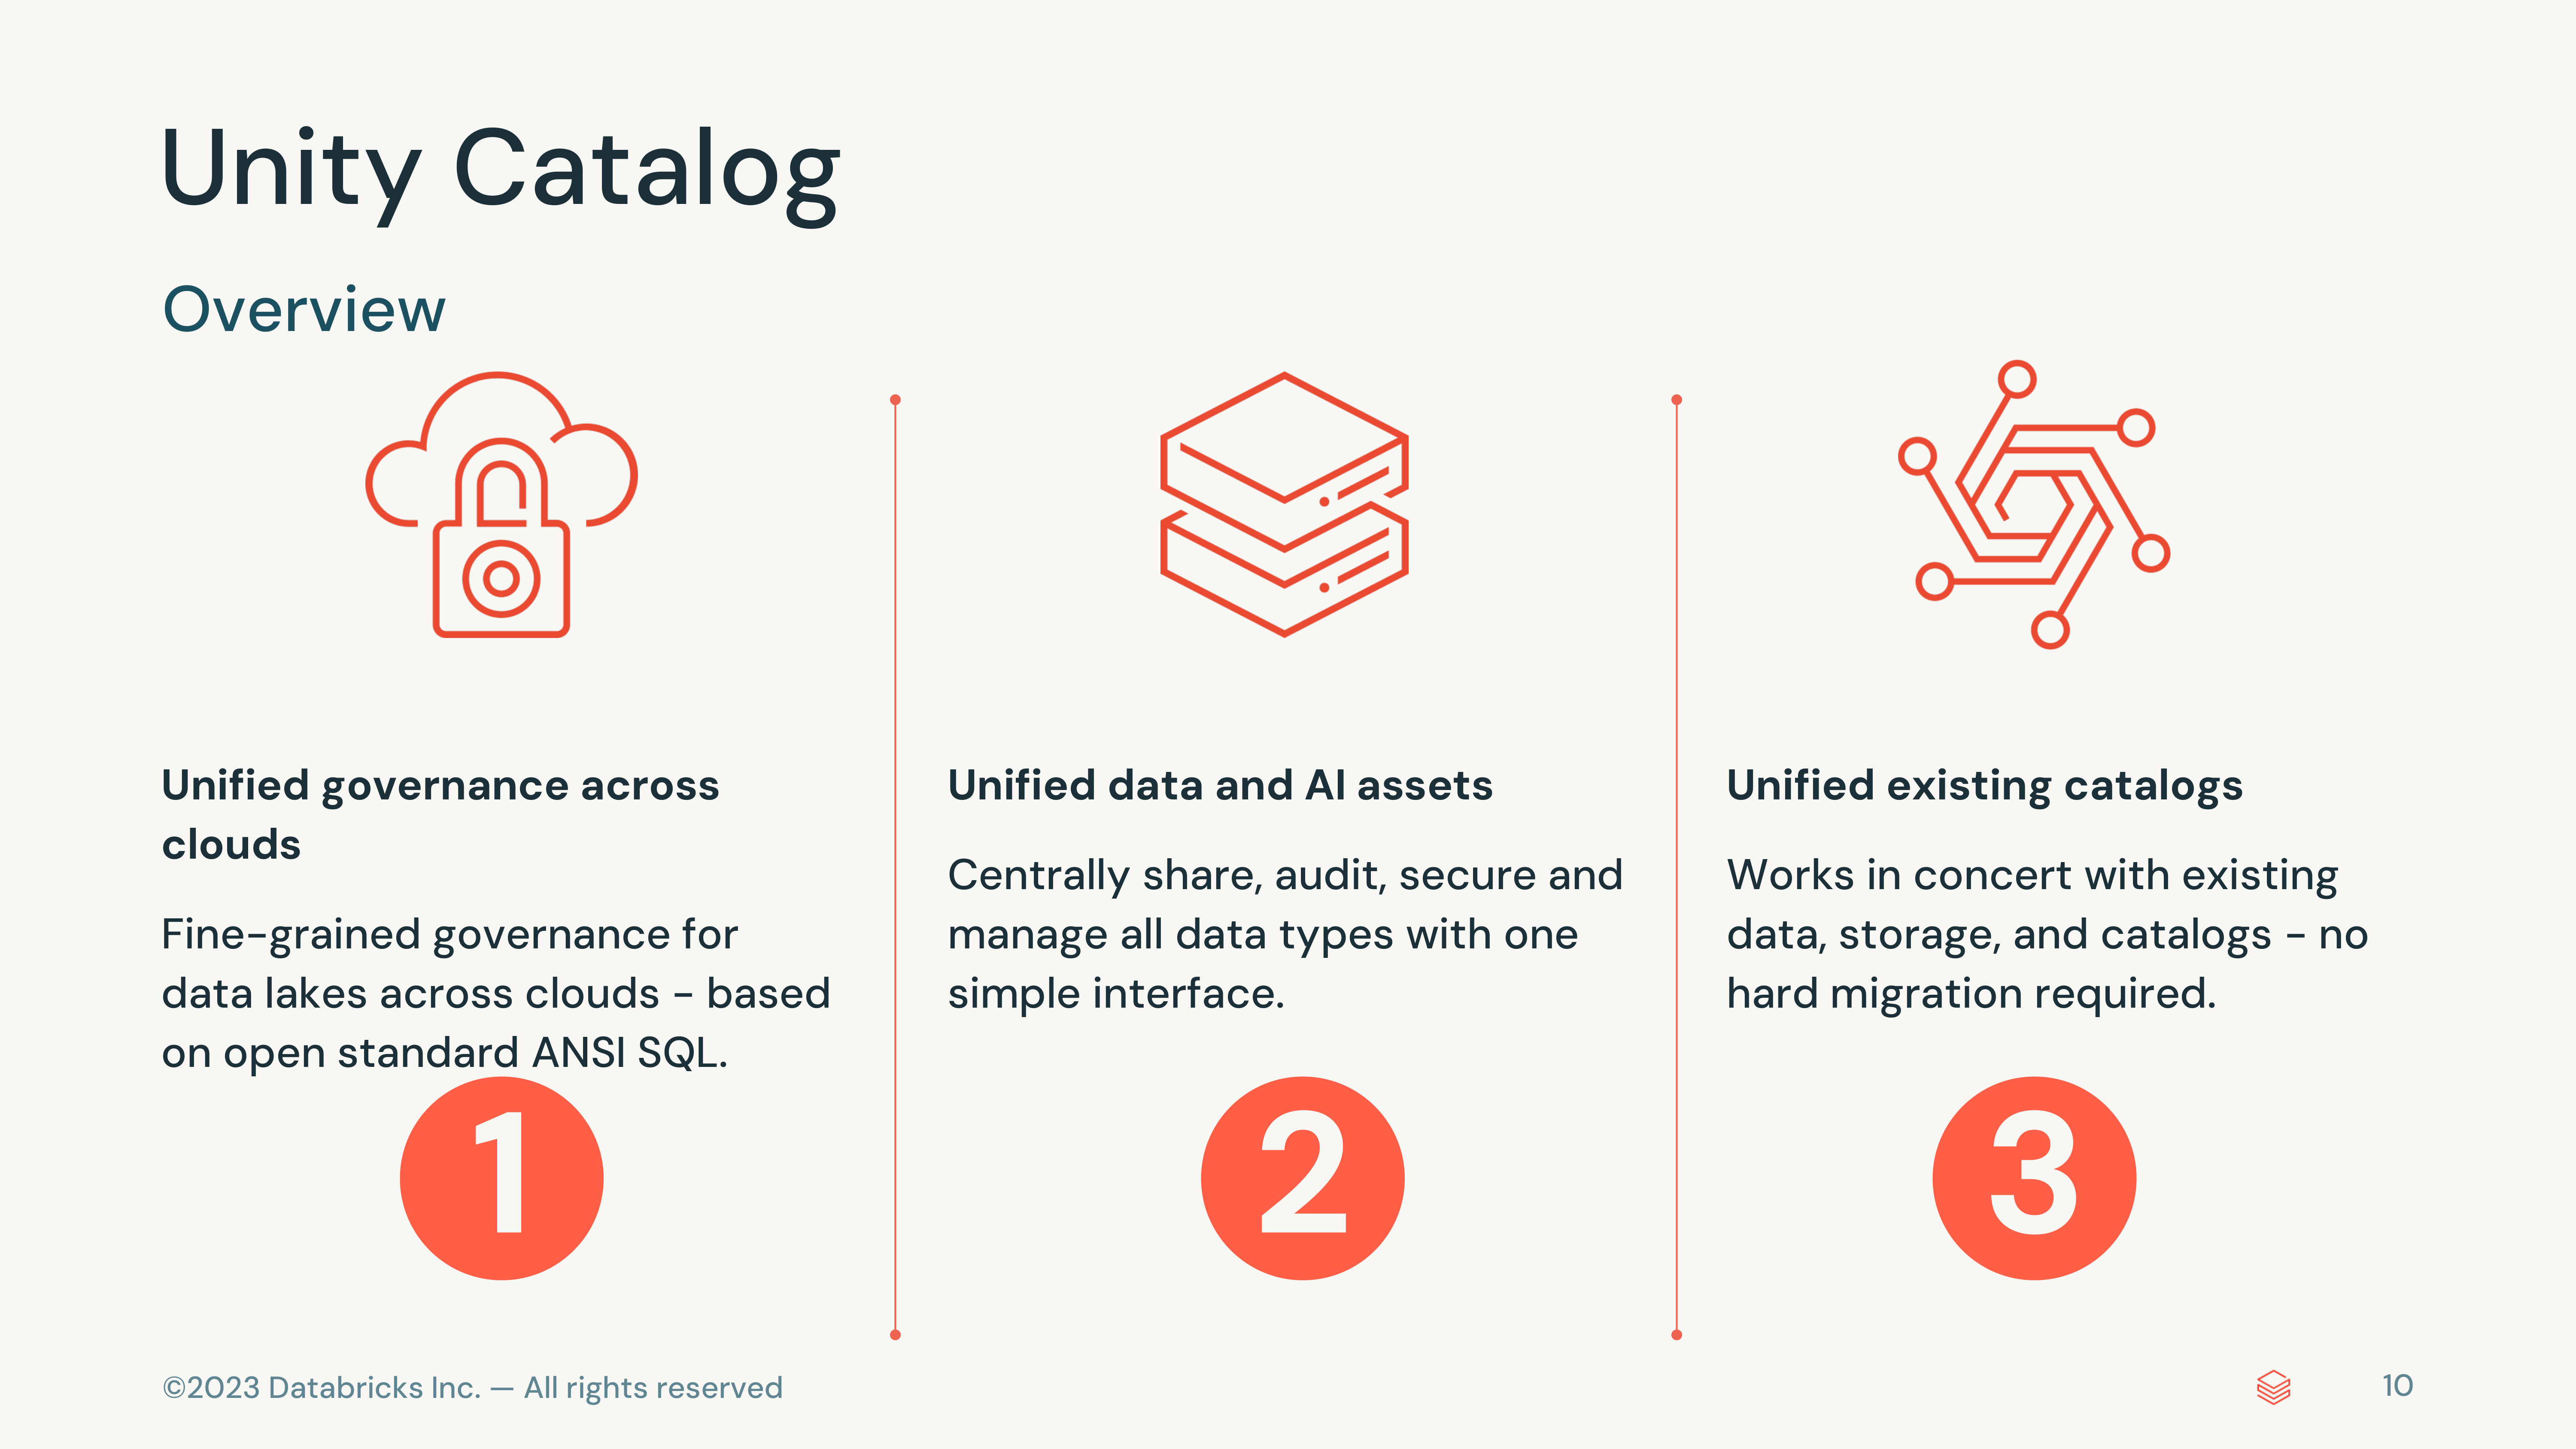 Unity Catalog
Overview
Unified governance across
clouds
Fine-grained governance for
data lakes across clouds - based
on open standard ANSI SQL.
1
Unified data and AI assets
Centrally share, audit, secure and
manage all data types with one
simple interface.
2
Unified existing catalogs
Works in concert with existing
data, storage, and catalogs - no
hard migration required.
3
©2023 Databricks Inc. — All rights reserved
10